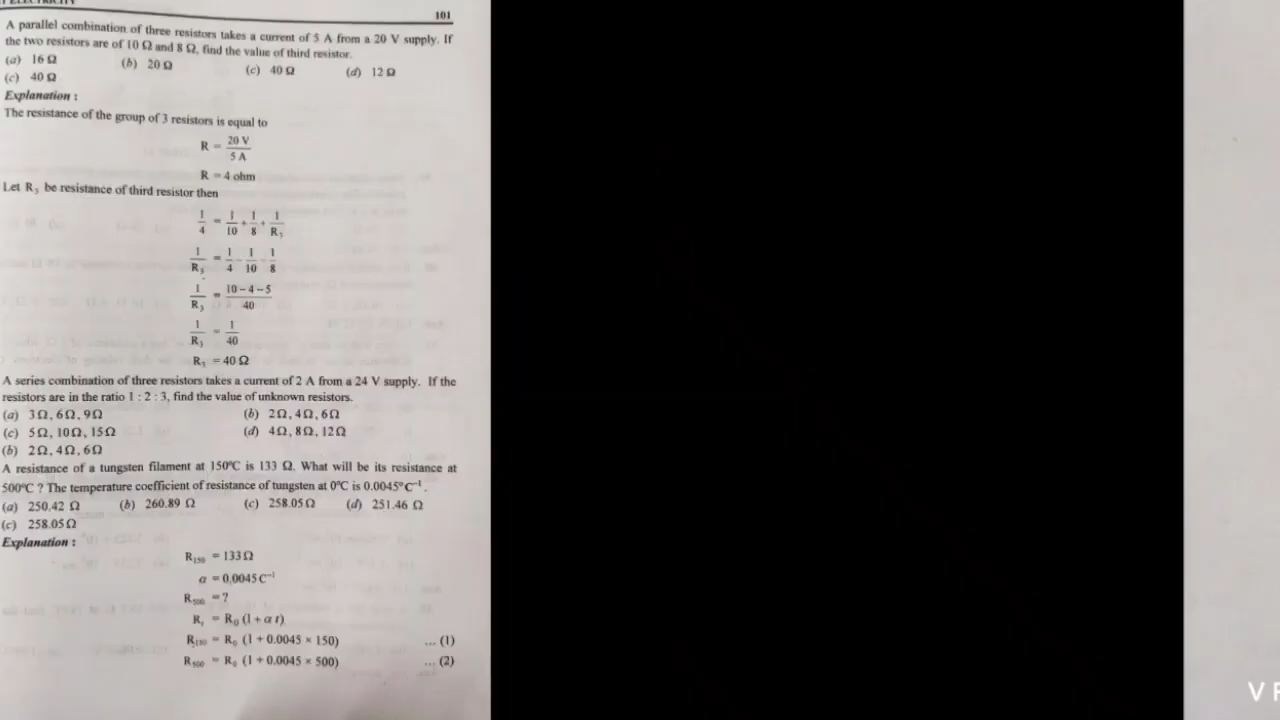 101
A parallel combination of three resistors takes a current of 5 A from a 20 V supply. If
the two resistors are of 10 Ω and 8 Ω, find the value of third resistor.
(a) 16 Ω (b) 20 Ω (c) 40 Ω (d) 12 Ω
(c) 40 Ω
Explanation :
The resistance of the group of 3 resistors is equal to
R = 20 V / 5 A
R = 4 ohm
Let R3 be resistance of third resistor then
1/4 = 1/10 + 1/8 + 1/R3
1/R3 = 1/4 - 1/10 - 1/8
1/R3 = 10 – 4 – 5 / 40
1/R3 = 1/40
R3 = 40 Ω
A series combination of three resistors takes a current of 2 A from a 24 V supply. If the
resistors are in the ratio 1 : 2 : 3, find the value of unknown resistors.
(a) 3Ω, 6Ω, 9Ω (b) 2Ω, 4Ω, 6Ω
(c) 5Ω, 10Ω, 15Ω (d) 4Ω, 8Ω, 12Ω
(b) 2Ω, 4Ω, 6Ω
A resistance of a tungsten filament at 150°C is 133 Ω. What will be its resistance at
500°C ? The temperature coefficient of resistance of tungsten at 0°C is 0.0045°C⁻¹.
(a) 250.42 Ω (b) 260.89 Ω (c) 258.05 Ω (d) 251.46 Ω
(c) 258.05 Ω
Explanation :
R150 = 133 Ω
α = 0.0045 C⁻¹
R500 = ?
Rt = R0 (1 + α t)
R150 = R0 (1 + 0.0045 × 150) ... (1)
R500 = R0 (1 + 0.0045 × 500) ... (2)